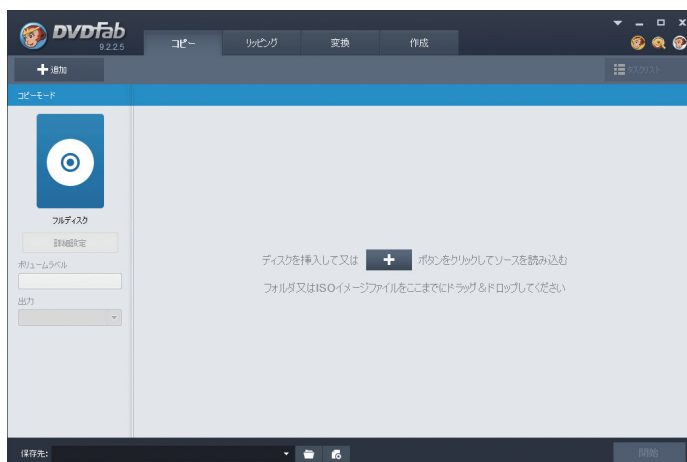 DVDFab
9.2.2.5
コピー
リッピング
変換
作成
追加
タスクリスト
コピーモード
フルディスク
詳細設定
ボリュームラベル
出力
ディスクを挿入して又は ボタンをクリックしてソースを読み込む
フォルダ又はISOイメージファイルをここまでにドラッグ&ドロップしてください
保存先:
開始